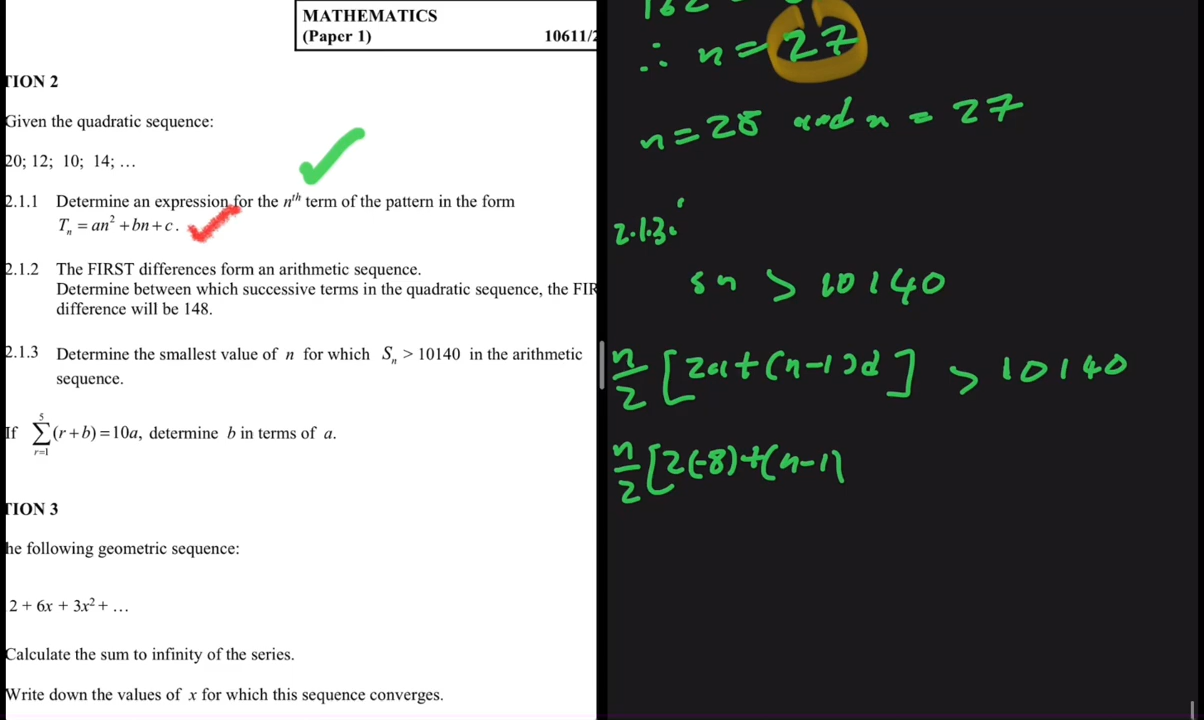 MATHEMATICS
(Paper 1) 10611/2
TION 2
Given the quadratic sequence:
20; 12; 10; 14; …
2.1.1 Determine an expression for the nᵗʰ term of the pattern in the form
Tₙ = an² + bn + c.
2.1.2 The FIRST differences form an arithmetic sequence.
Determine between which successive terms in the quadratic sequence, the FIR
difference will be 148.
2.1.3 Determine the smallest value of n for which Sₙ > 10140 in the arithmetic
sequence.
If ∑_{r=1}^{5} (r + b) = 10a, determine b in terms of a.
TION 3
he following geometric sequence:
2 + 6x + 3x² + …
Calculate the sum to infinity of the series.
Write down the values of x for which this sequence converges.
162
∴ n = 27
n = 28 and n = 27
2.1.3.
sn > 10140
n/2 [2a + (n-1)d] > 10140
n/2 [2(-8) + (n-1)